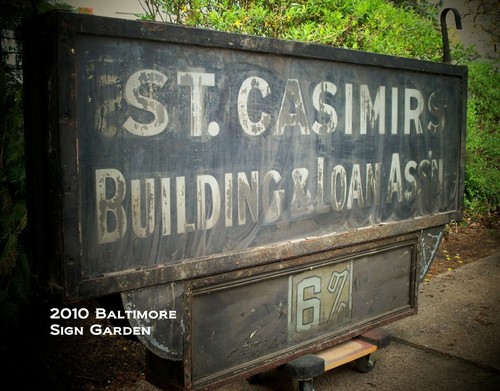 ST. CASIMIRS
BUILDING & LOAN ASS'N
6%
2010 BALTIMORE
SIGN GARDEN